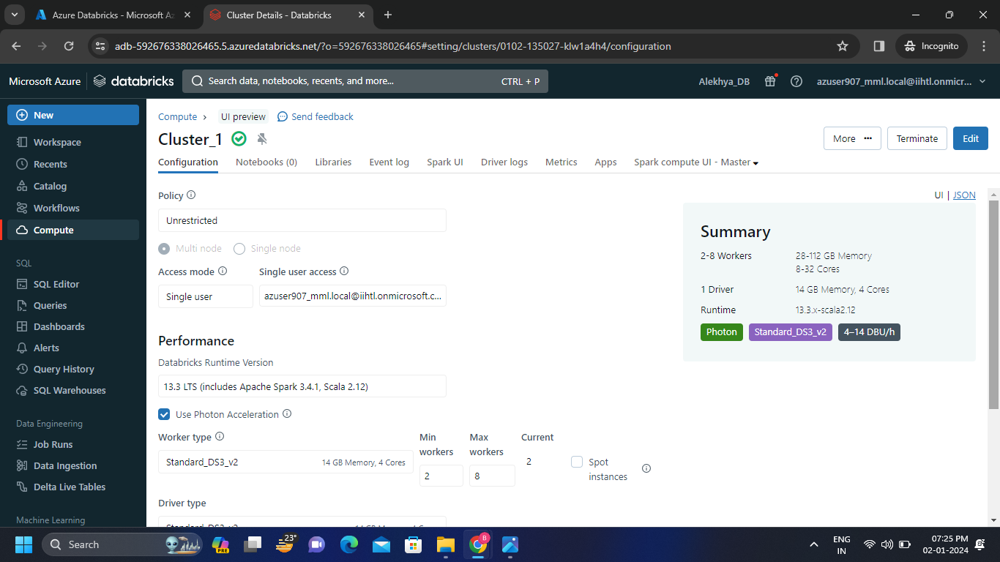 Azure Databricks - Microsoft Az
Cluster Details - Databricks
adb-592676338026465.5.azuredatabricks.net/?o=592676338026465#setting/clusters/0102-135027-klw1a4h4/configuration
Incognito
Microsoft Azure
databricks
Search data, notebooks, recents, and more...
CTRL + P
Alekhya_DB
azuser907_mml.local@iihtl.onmicr...
New
Workspace
Recents
Catalog
Workflows
Compute
SQL
SQL Editor
Queries
Dashboards
Alerts
Query History
SQL Warehouses
Data Engineering
Job Runs
Data Ingestion
Delta Live Tables
Machine Learning
Compute
UI preview
Send feedback
Cluster_1
More
Terminate
Edit
Configuration
Notebooks (0)
Libraries
Event log
Spark UI
Driver logs
Metrics
Apps
Spark compute UI - Master
UI | JSON
Policy
Unrestricted
Multi node
Single node
Access mode
Single user access
Single user
azuser907_mml.local@iihtl.onmicrosoft.c...
Performance
Databricks Runtime Version
13.3 LTS (includes Apache Spark 3.4.1, Scala 2.12)
Use Photon Acceleration
Worker type
Min
workers
Max
workers
Current
Standard_DS3_v2
14 GB Memory, 4 Cores
2
8
2
Spot
instances
Driver type
Summary
2-8 Workers
28-112 GB Memory
8-32 Cores
1 Driver
14 GB Memory, 4 Cores
Runtime
13.3.x-scala2.12
Photon
Standard_DS3_v2
4–14 DBU/h
Search
PRE
23°
8
ENG
IN
07:25 PM
02-01-2024